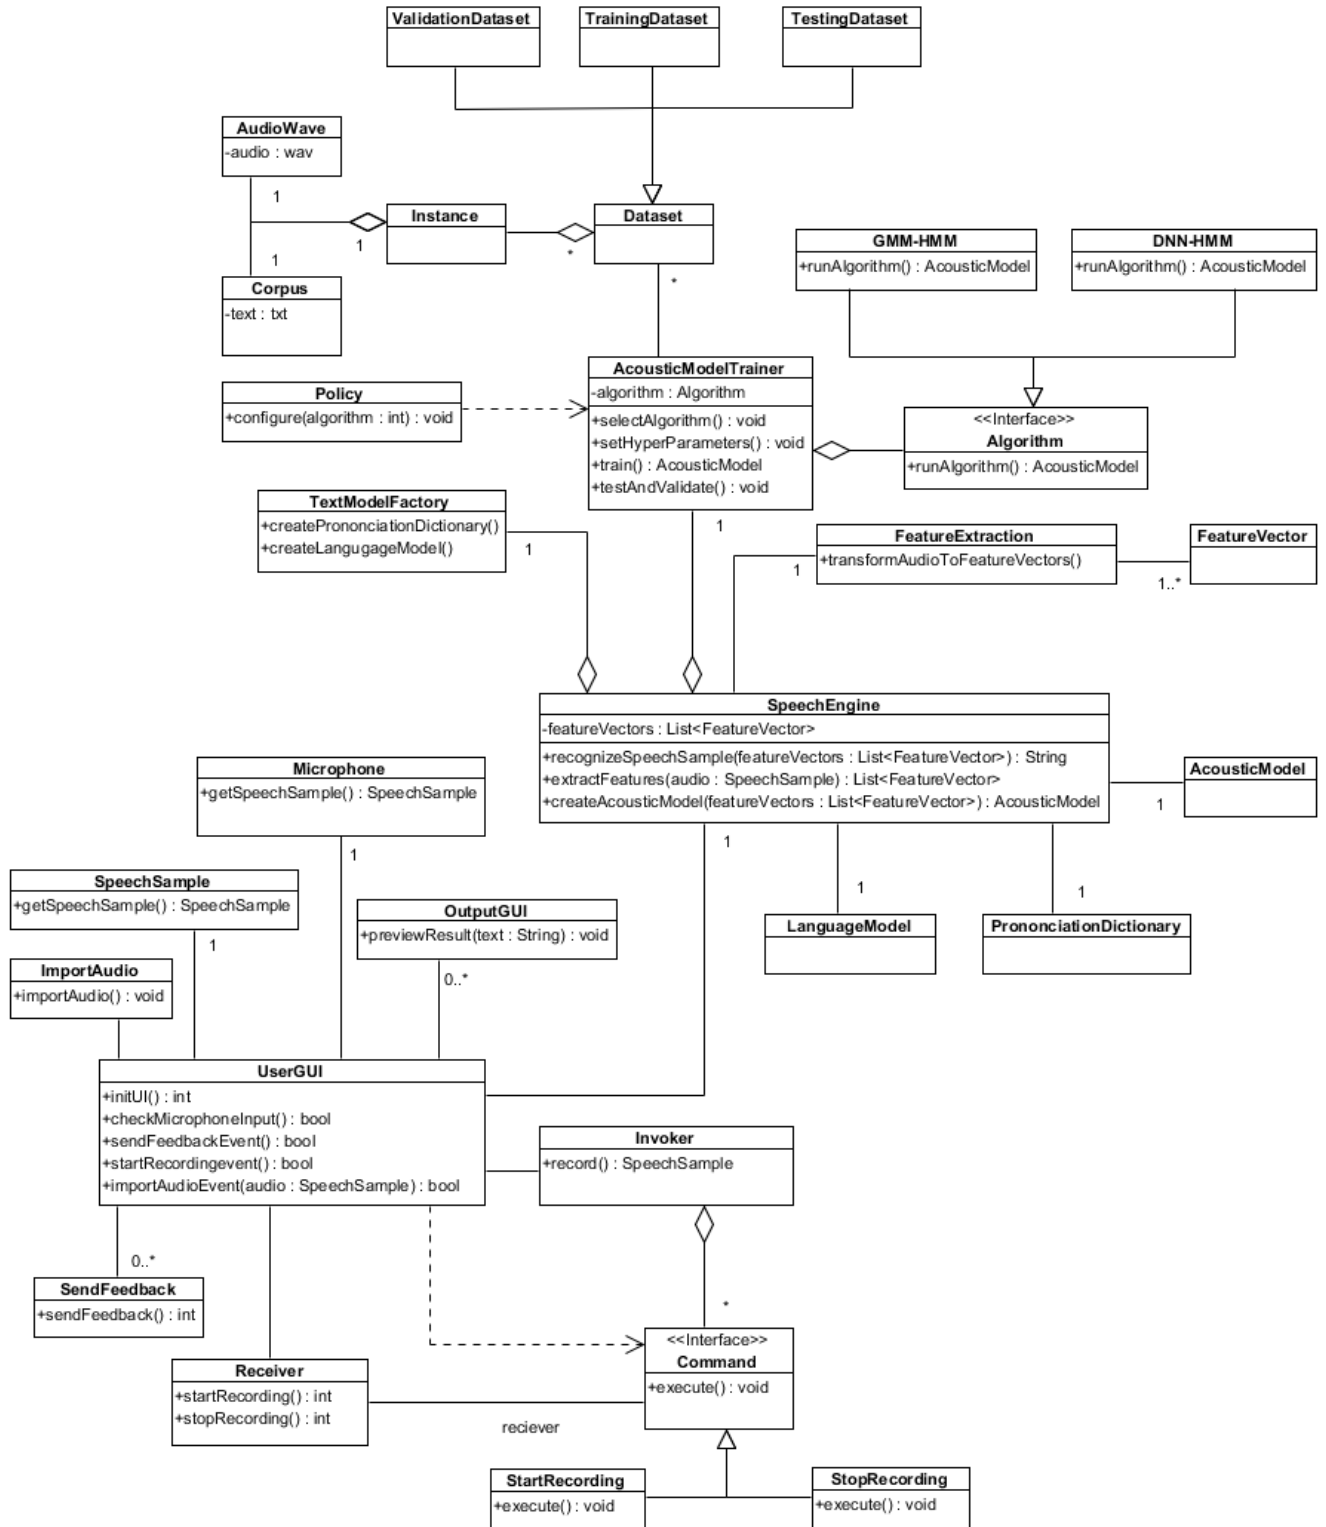 ValidationDataset
TrainingDataset
TestingDataset
AudioWave
-audio : wav
1
1
Corpus
-text : txt
1
Instance
*
Dataset
*
GMM-HMM
+runAlgorithm() : AcousticModel
DNN-HMM
+runAlgorithm() : AcousticModel
Policy
+configure(algorithm : int) : void
AcousticModelTrainer
-algorithm : Algorithm
+selectAlgorithm() : void
+setHyperParameters() : void
+train() : AcousticModel
+testAndValidate() : void
1
<<Interface>>
Algorithm
+runAlgorithm() : AcousticModel
TextModelFactory
+createPrononciationDictionary()
+createLangugageModel()
1
FeatureExtraction
+transformAudioToFeatureVectors()
1
1..*
FeatureVector
SpeechEngine
-featureVectors : List<FeatureVector>
+recognizeSpeechSample(featureVectors : List<FeatureVector>) : String
+extractFeatures(audio : SpeechSample) : List<FeatureVector>
+createAcousticModel(featureVectors : List<FeatureVector>) : AcousticModel
1
AcousticModel
1
Microphone
+getSpeechSample() : SpeechSample
1
SpeechSample
+getSpeechSample() : SpeechSample
1
OutputGUI
+previewResult(text : String) : void
0..*
1
LanguageModel
1
PrononciationDictionary
ImportAudio
+importAudio() : void
UserGUI
+initUI() : int
+checkMicrophoneInput() : bool
+sendFeedbackEvent() : bool
+startRecordingevent() : bool
+importAudioEvent(audio : SpeechSample) : bool
Invoker
+record() : SpeechSample
0..*
SendFeedback
+sendFeedback() : int
*
<<Interface>>
Command
+execute() : void
Receiver
+startRecording() : int
+stopRecording() : int
reciever
StartRecording
+execute() : void
StopRecording
+execute() : void